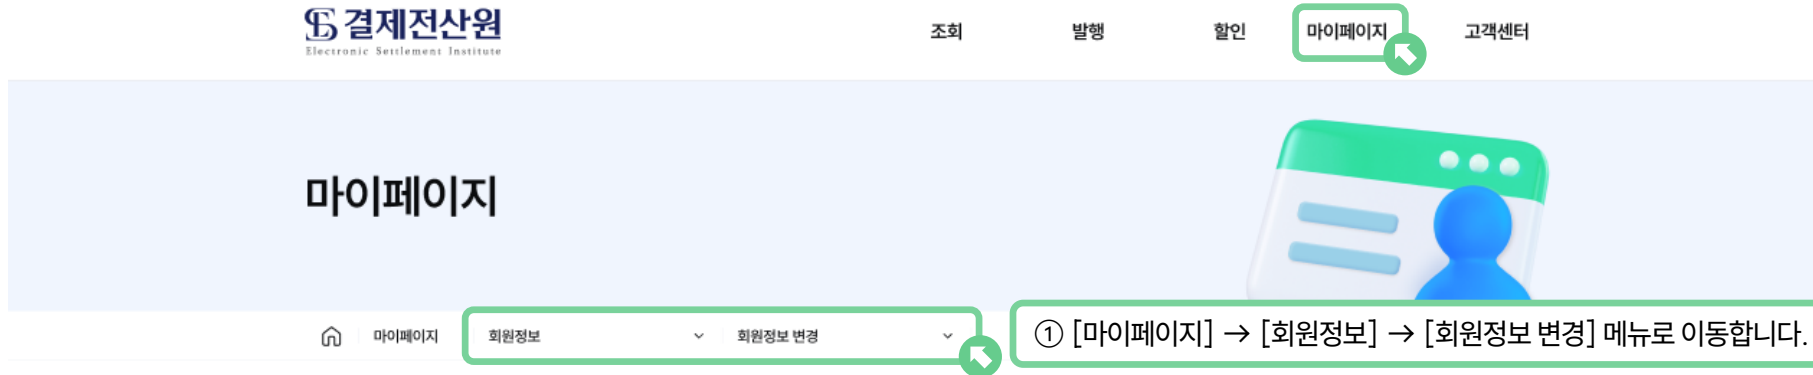 결제전산원
Electronic Settlement Institute
조회 발행 할인 마이페이지 고객센터
마이페이지
마이페이지 회원정보 회원정보 변경
① [마이페이지] → [회원정보] → [회원정보 변경] 메뉴로 이동합니다.